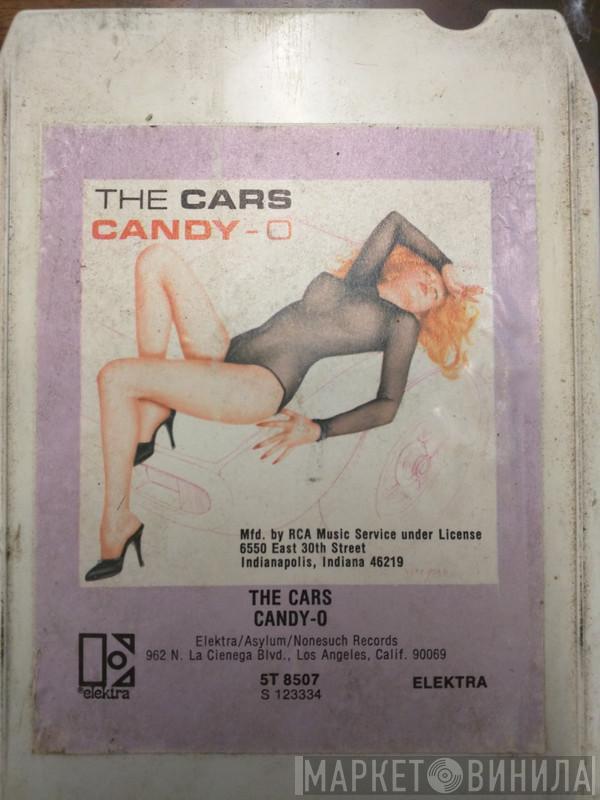 THE CARS
CANDY-O
Mfd. by RCA Music Service under License
6550 East 30th Street
Indianapolis, Indiana 46219
THE CARS
CANDY-O
Elektra/Asylum/Nonesuch Records
962 N. La Cienega Blvd., Los Angeles, Calif. 90069
5T 8507
S 123334
ELEKTRA
®elektra
МАРКЕТ ВИНИЛА